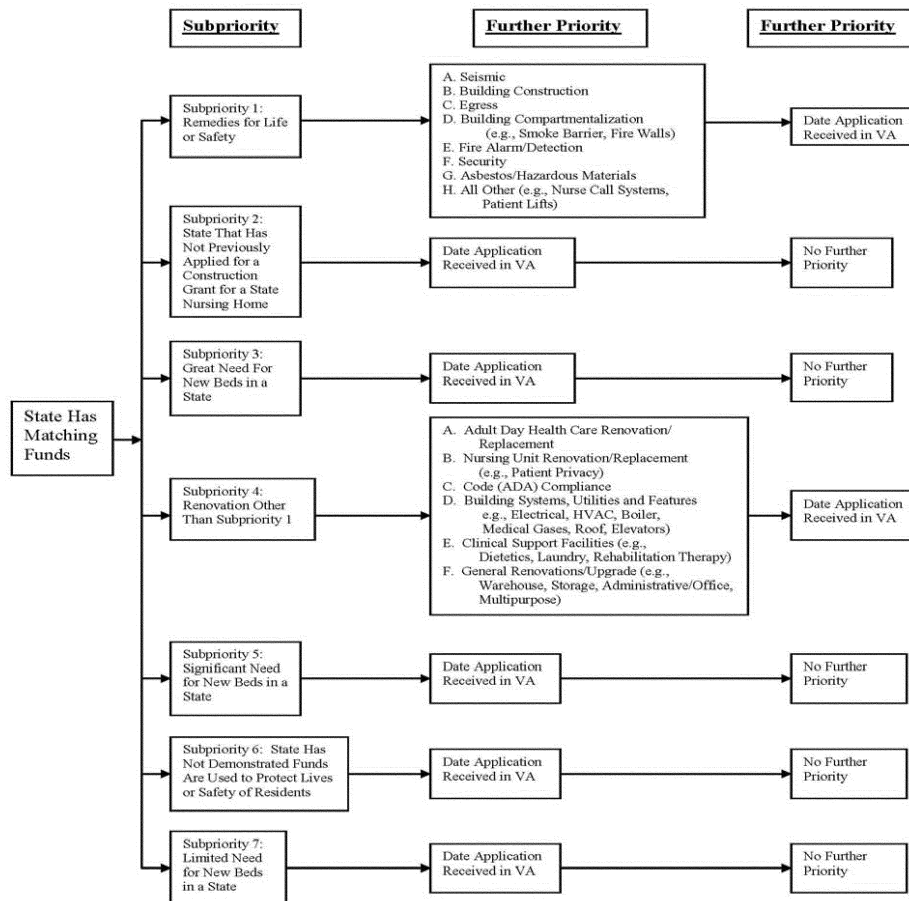 Subpriority
Further Priority
Further Priority
State Has
Matching
Funds
Subpriority 1:
Remedies for Life
or Safety
A. Seismic
B. Building Construction
C. Egress
D. Building Compartmentalization
(e.g., Smoke Barrier, Fire Walls)
E. Fire Alarm/Detection
F. Security
G. Asbestos/Hazardous Materials
H. All Other (e.g., Nurse Call Systems,
Patient Lifts)
Date Application
Received in VA
Subpriority 2:
State That Has
Not Previously
Applied for a
Construction
Grant for a State
Nursing Home
Date Application
Received in VA
No Further
Priority
Subpriority 3:
Great Need For
New Beds in a
State
Date Application
Received in VA
No Further
Priority
Subpriority 4:
Renovation Other
Than Subpriority 1
A. Adult Day Health Care Renovation/
Replacement
B. Nursing Unit Renovation/Replacement
(e.g., Patient Privacy)
C. Code (ADA) Compliance
D. Building Systems, Utilities and Features
e.g., Electrical, HVAC, Boiler,
Medical Gases, Roof, Elevators)
E. Clinical Support Facilities (e.g.,
Dietetics, Laundry, Rehabilitation Therapy)
F. General Renovations/Upgrade (e.g.,
Warehouse, Storage, Administrative/Office,
Multipurpose)
Date Application
Received in VA
Subpriority 5:
Significant Need
for New Beds in a
State
Date Application
Received in VA
No Further
Priority
Subpriority 6: State Has
Not Demonstrated Funds
Are Used to Protect Lives
or Safety of Residents
Date Application
Received in VA
No Further
Priority
Subpriority 7:
Limited Need
for New Beds
in a State
Date Application
Received in VA
No Further
Priority